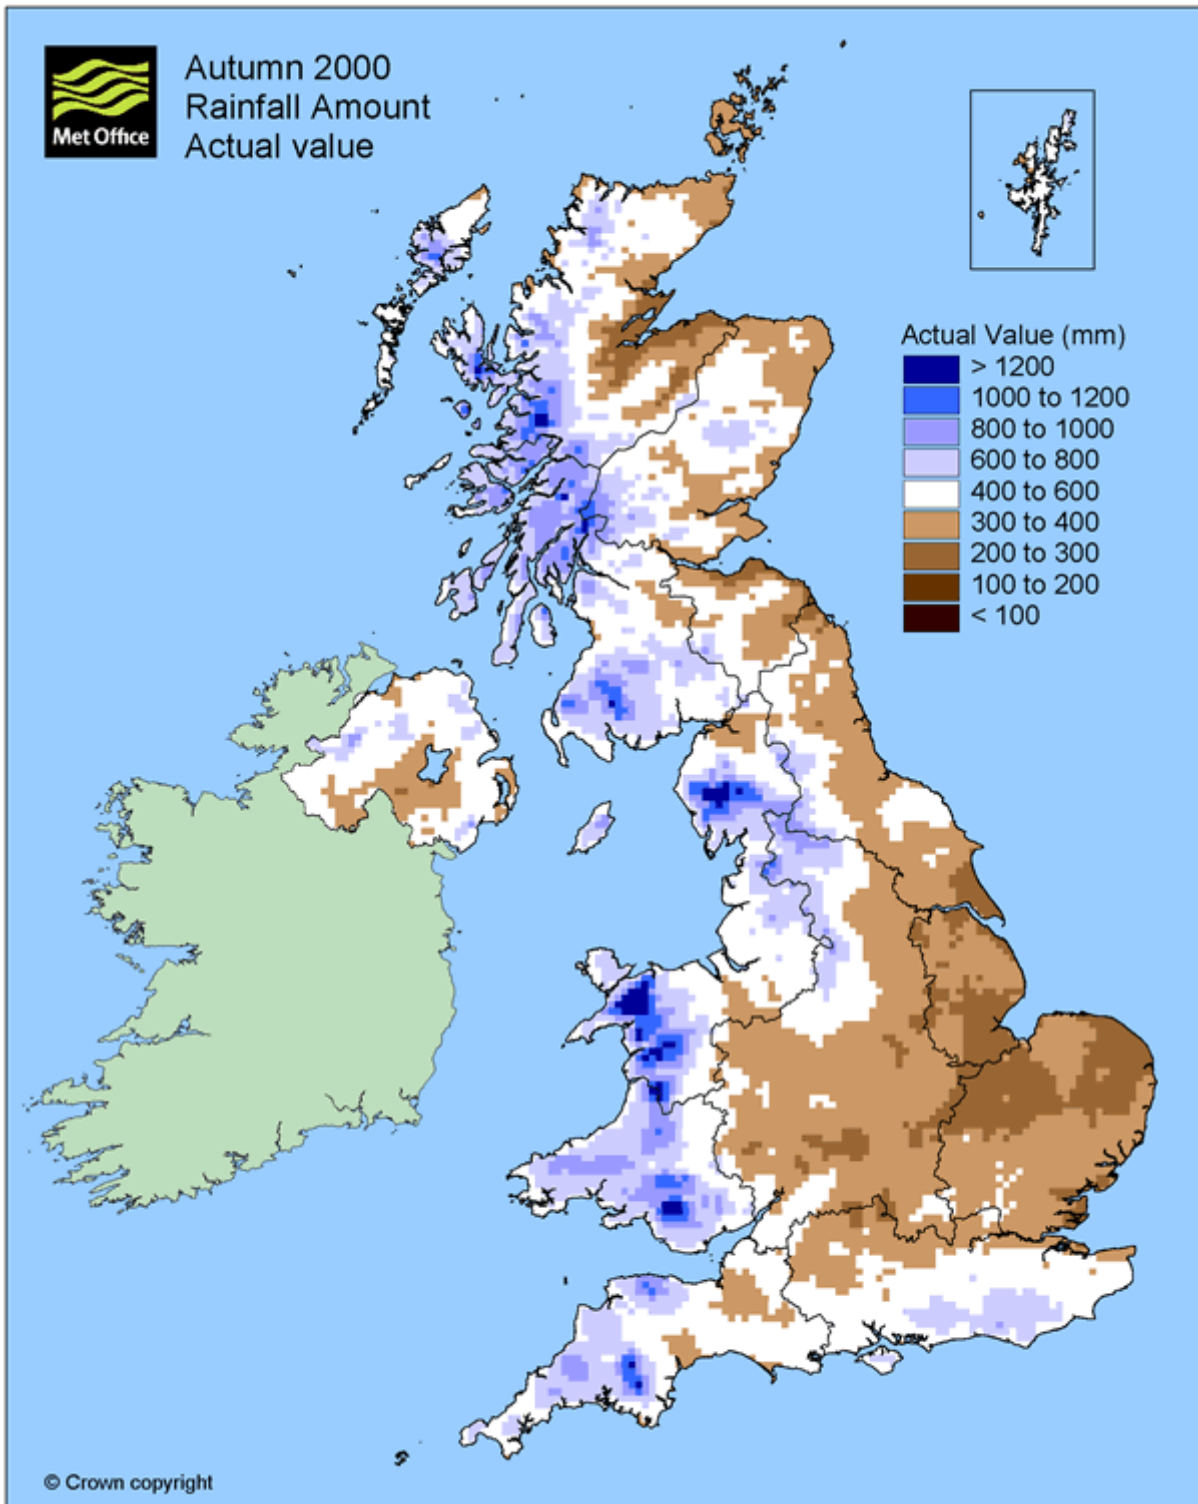 Met Office
Autumn 2000
Rainfall Amount
Actual value
Actual Value (mm)
> 1200
1000 to 1200
800 to 1000
600 to 800
400 to 600
300 to 400
200 to 300
100 to 200
< 100
© Crown copyright